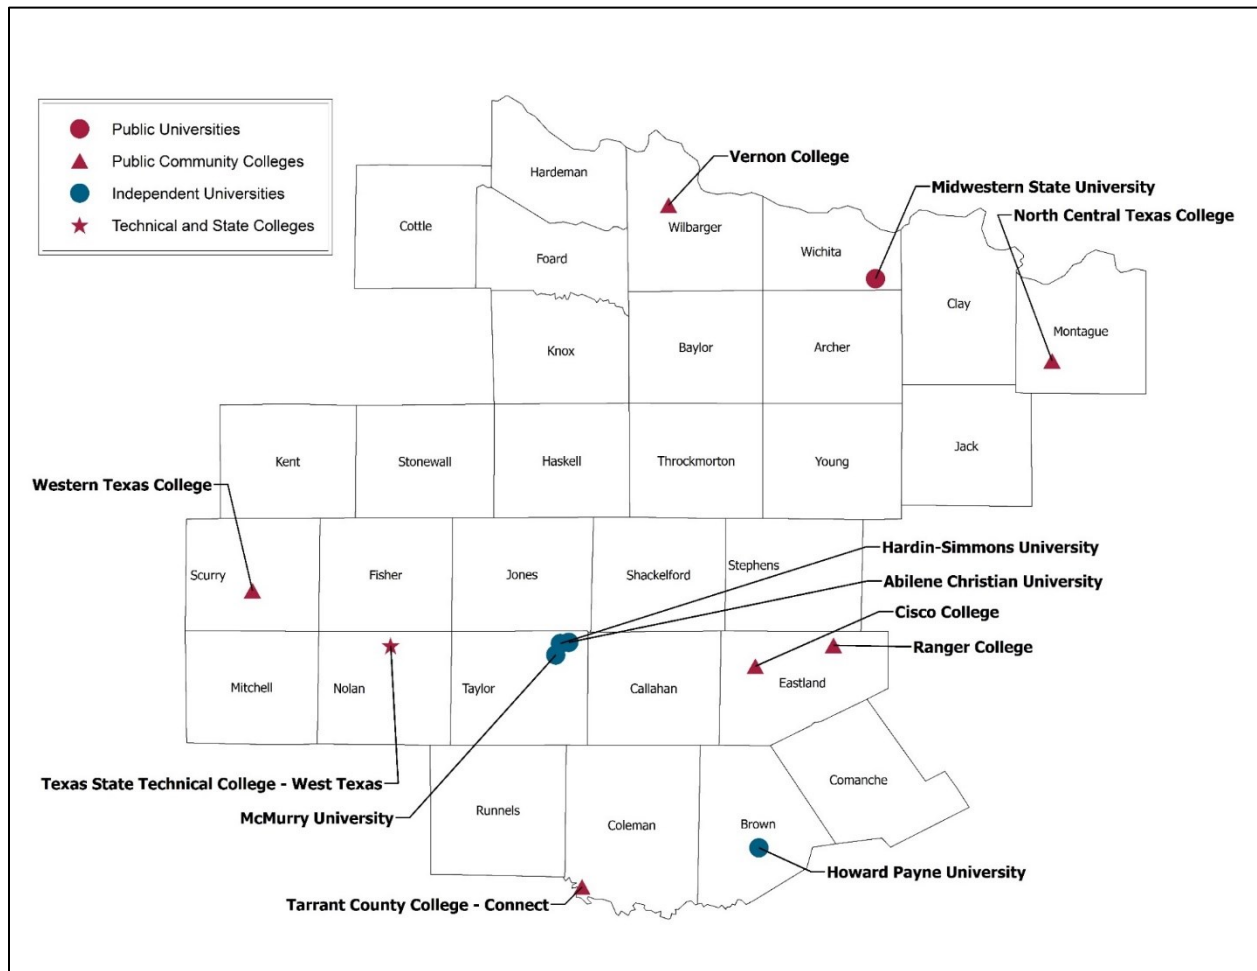 Public Universities
Public Community Colleges
Independent Universities
Technical and State Colleges
Vernon College
Midwestern State University
North Central Texas College
Hardeman
Cottle
Wilbarger
Foard
Wichita
Clay
Montague
Knox
Baylor
Archer
Kent
Stonewall
Haskell
Throckmorton
Young
Jack
Western Texas College
Hardin-Simmons University
Scurry
Fisher
Jones
Shackelford
Stephens
Abilene Christian University
Cisco College
Ranger College
Mitchell
Nolan
Taylor
Callahan
Eastland
Texas State Technical College - West Texas
Comanche
McMurry University
Runnels
Coleman
Brown
Howard Payne University
Tarrant County College - Connect